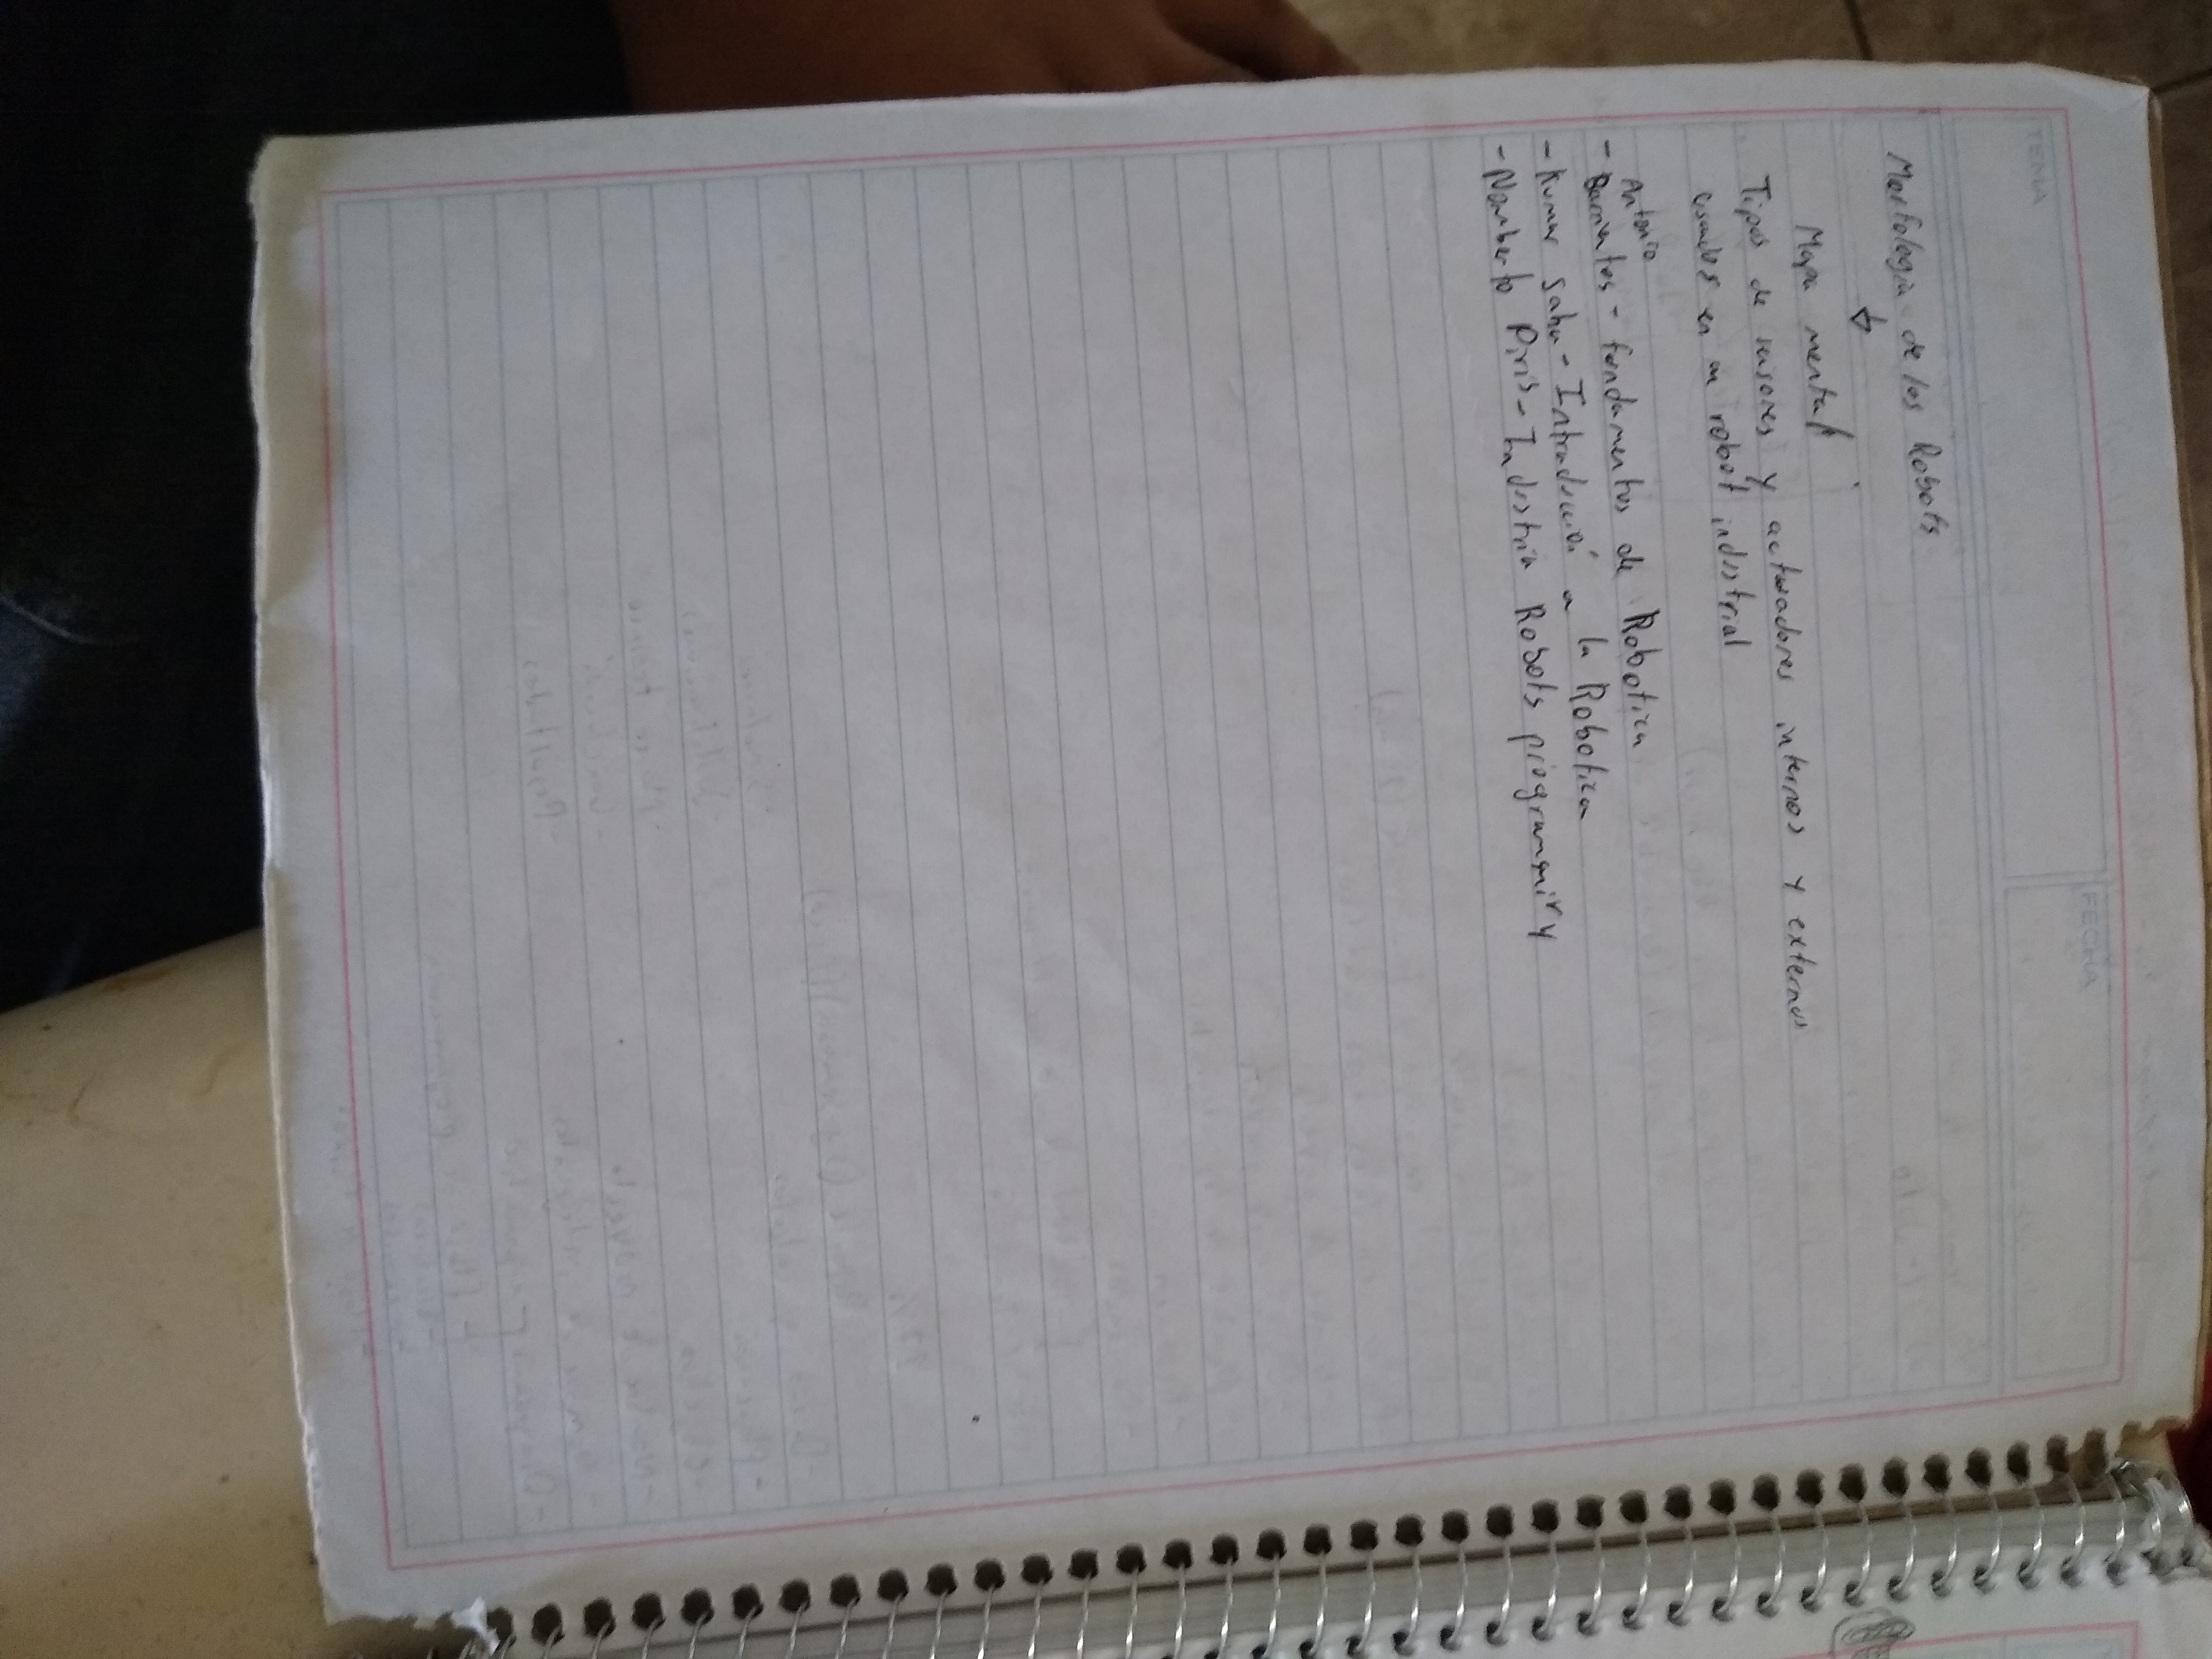 TEMA
FECHA
Morfología de los Robots
Mapa mental
Tipos de sensores y actuadores internos y externos
usados en un robot industrial
Antonio
- Barrientos - fundamentos de Robotica
- Kumar Saha - Introducción a la Robotica
- Norberto Piris - Industria Robots programming